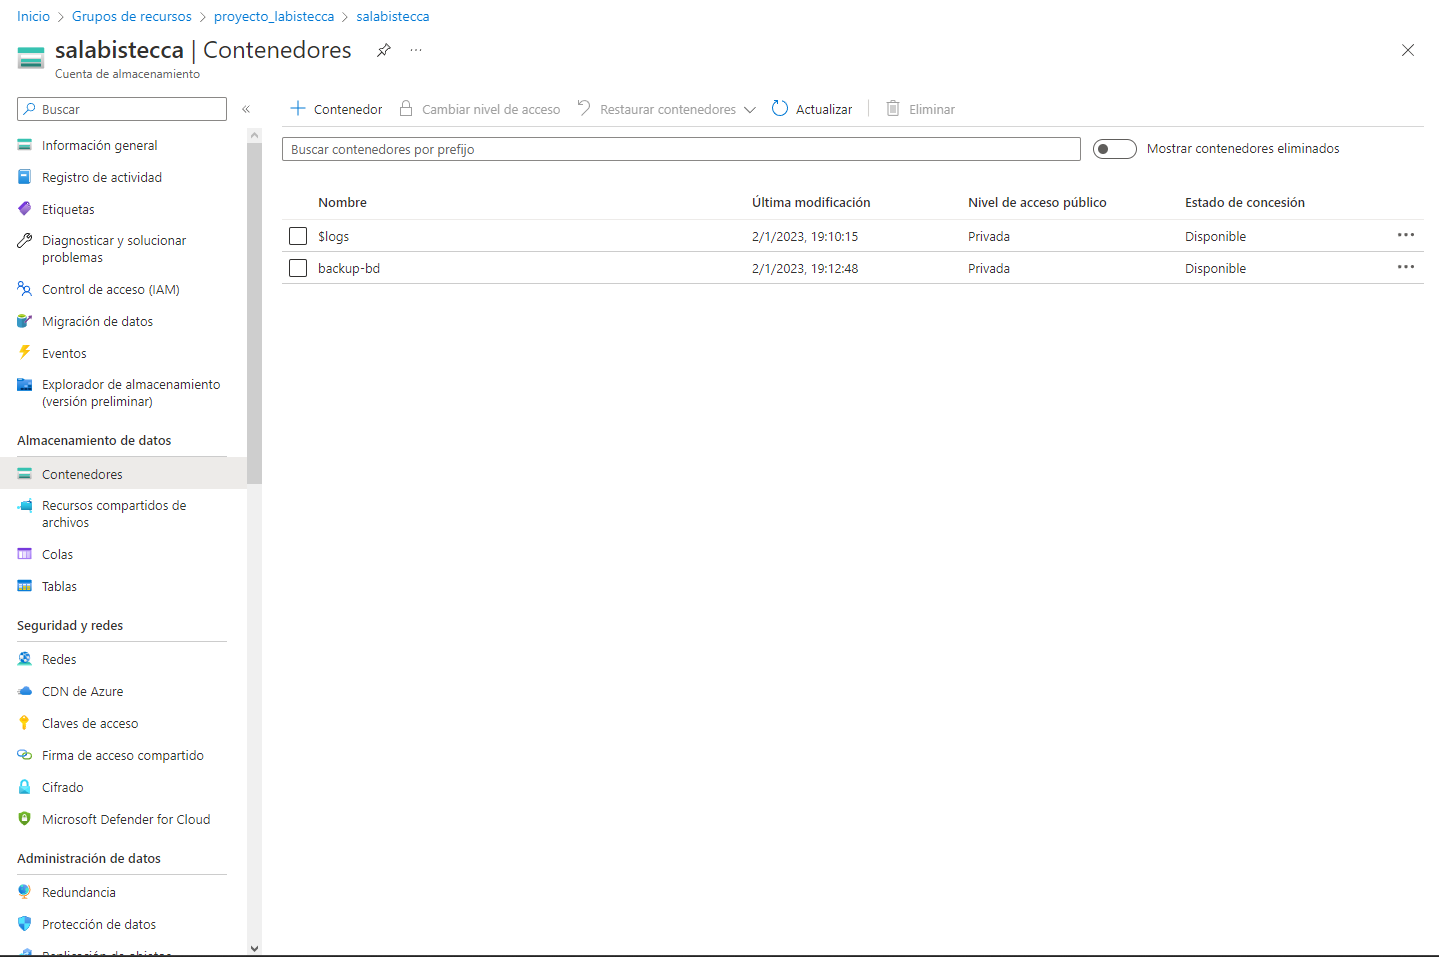 Inicio > Grupos de recursos > proyecto_labistecca > salabistecca
salabistecca | Contenedores
Cuenta de almacenamiento
Buscar
Información general
Registro de actividad
Etiquetas
Diagnosticar y solucionar
problemas
Control de acceso (IAM)
Migración de datos
Eventos
Explorador de almacenamiento
(versión preliminar)
Almacenamiento de datos
Contenedores
Recursos compartidos de
archivos
Colas
Tablas
Seguridad y redes
Redes
CDN de Azure
Claves de acceso
Firma de acceso compartido
Cifrado
Microsoft Defender for Cloud
Administración de datos
Redundancia
Protección de datos
Replicación de objetos
Contenedor Cambiar nivel de acceso Restaurar contenedores Actualizar Eliminar
Buscar contenedores por prefijo Mostrar contenedores eliminados
Nombre Última modificación Nivel de acceso público Estado de concesión
$logs 2/1/2023, 19:10:15 Privada Disponible
backup-bd 2/1/2023, 19:12:48 Privada Disponible